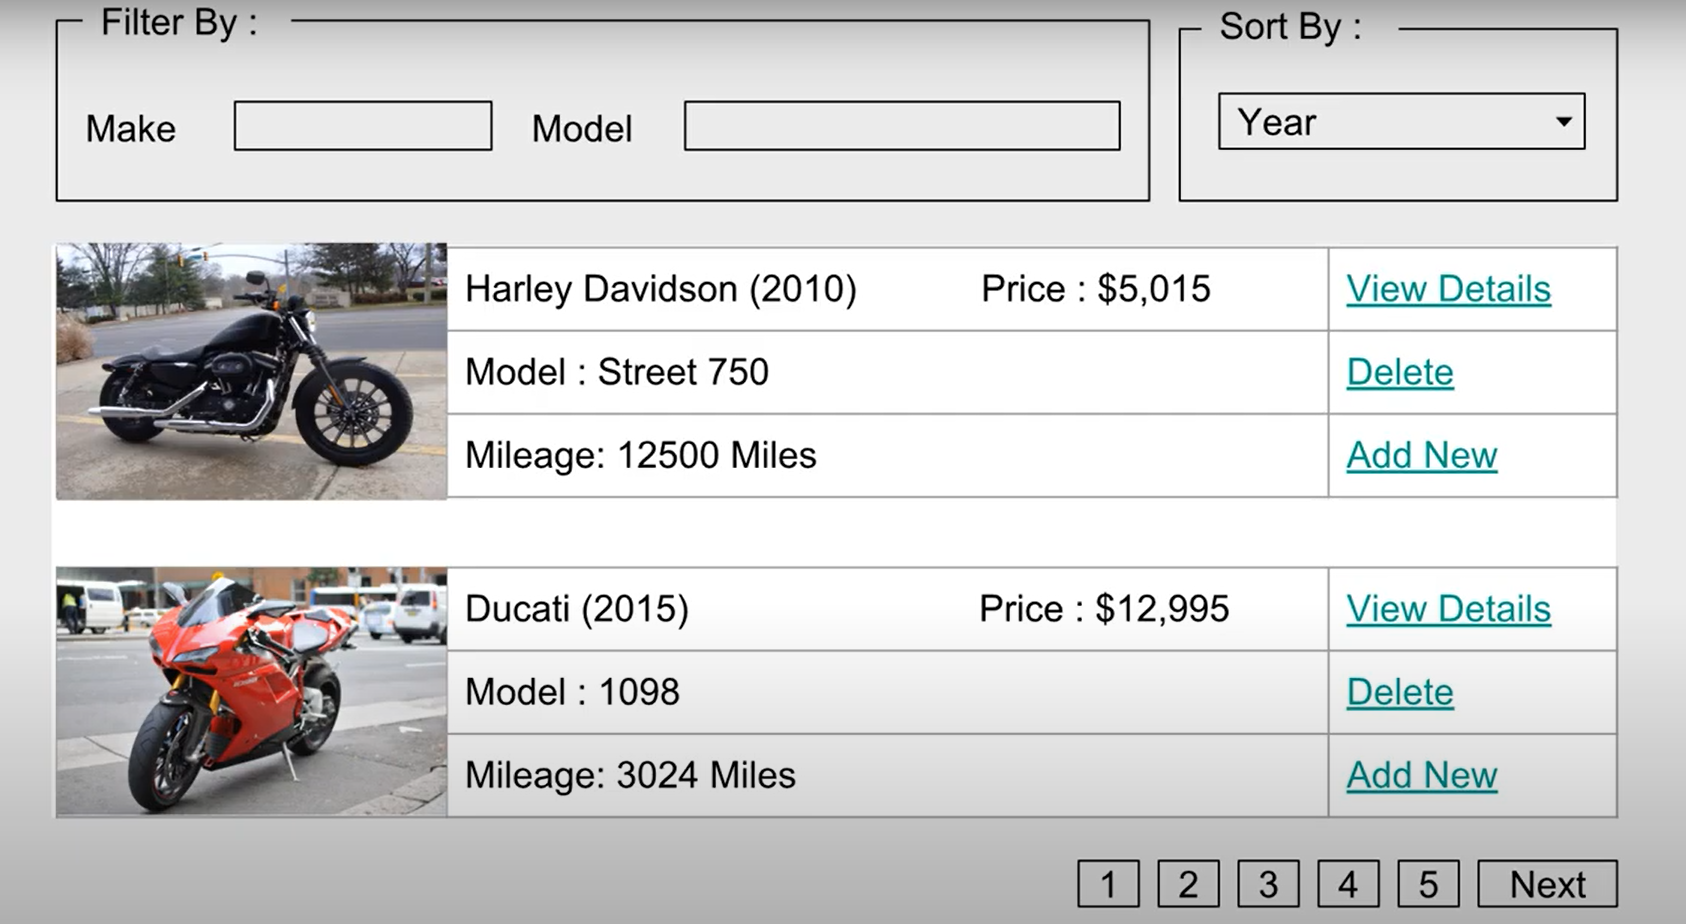 Filter By :
Sort By :
Make
Model
Year
Harley Davidson (2010)
Price : $5,015
View Details
Model : Street 750
Delete
Mileage: 12500 Miles
Add New
Ducati (2015)
Price : $12,995
View Details
Model : 1098
Delete
Mileage: 3024 Miles
Add New
1 2 3 4 5 Next